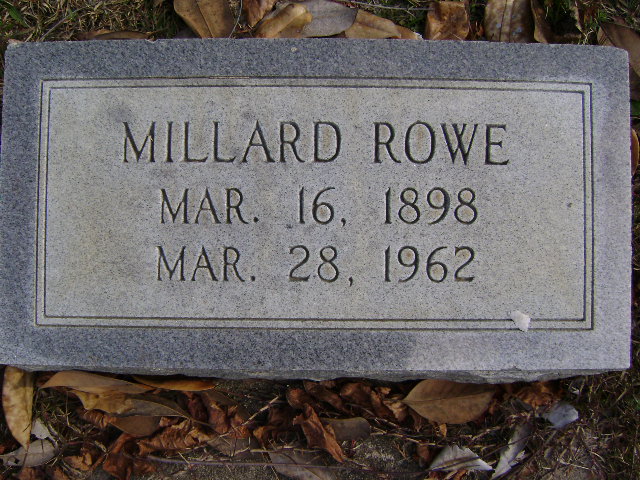 MILLARD ROWE
MAR. 16, 1898
MAR. 28, 1962